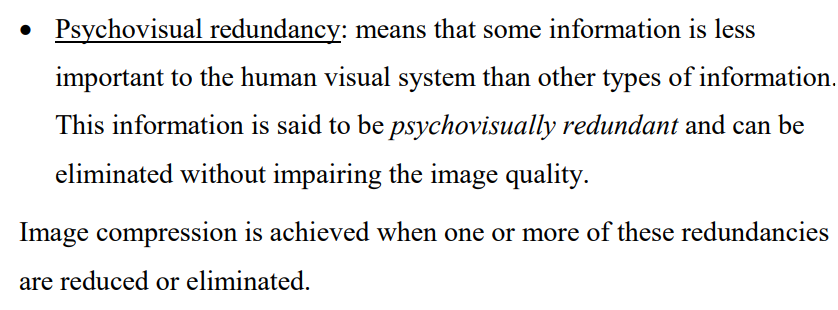 • Psychovisual redundancy: means that some information is less
important to the human visual system than other types of information.
This information is said to be psychovisually redundant and can be
eliminated without impairing the image quality.
Image compression is achieved when one or more of these redundancies
are reduced or eliminated.